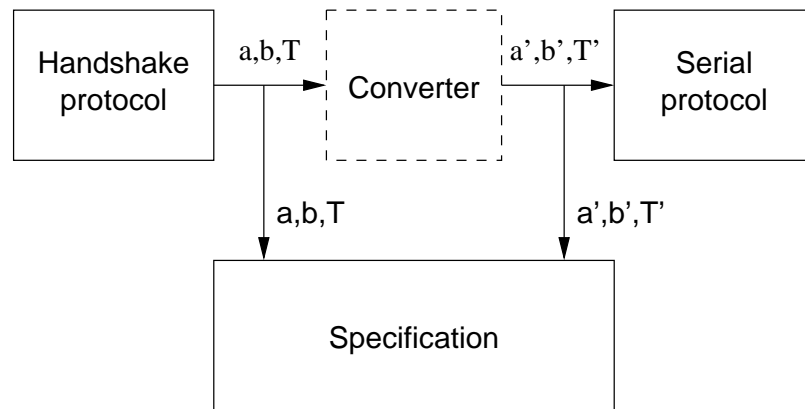 Handshake
protocol
a,b,T
Converter
a’,b’,T’
Serial
protocol
a,b,T
a’,b’,T’
Specification